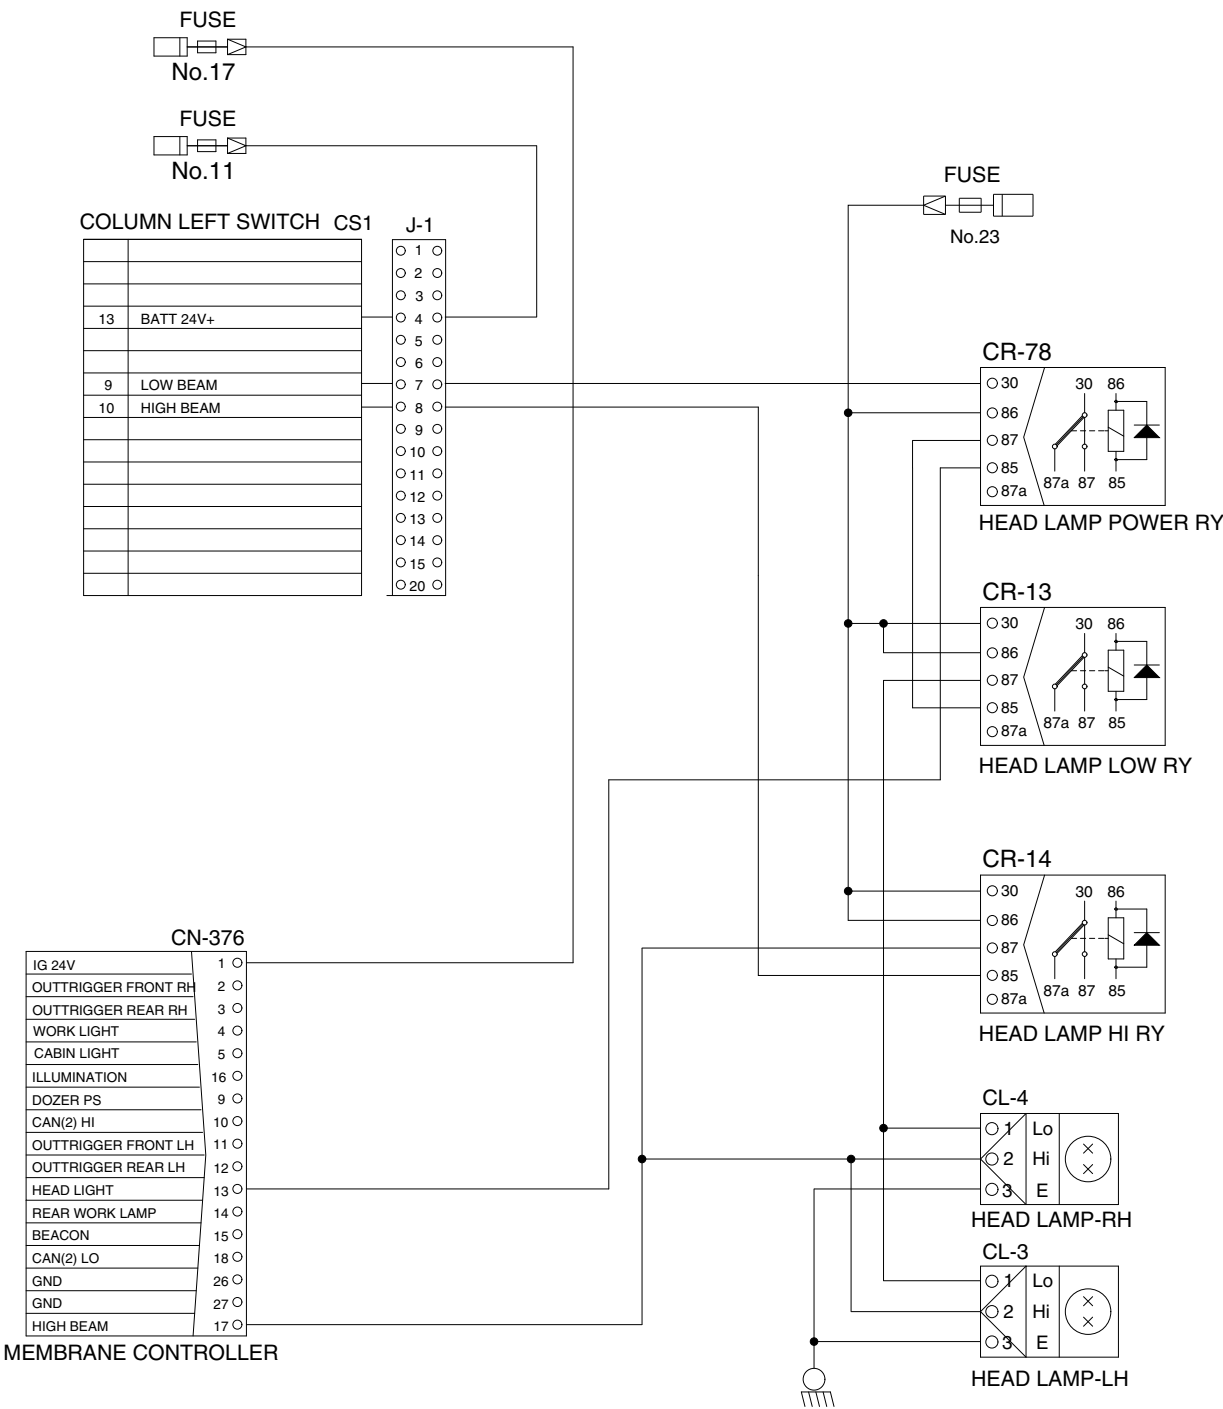 FUSE
No.17
FUSE
No.11
FUSE
No.23
COLUMN LEFT SWITCH CS1 J-1
1
2
3
13 BATT 24V+ 4
5
6
9 LOW BEAM 7
10 HIGH BEAM 8
9
10
11
12
13
14
15
20
CR-78
30 30 86
86
87
85
87a 87a 87 85
HEAD LAMP POWER RY
CR-13
30 30 86
86
87
85
87a 87a 87 85
HEAD LAMP LOW RY
CR-14
30 30 86
86
87
85
87a 87a 87 85
HEAD LAMP HI RY
CN-376
IG 24V 1
OUTTRIGGER FRONT RH 2
OUTTRIGGER REAR RH 3
WORK LIGHT 4
CABIN LIGHT 5
ILLUMINATION 16
DOZER PS 9
CAN(2) HI 10
OUTTRIGGER FRONT LH 11
OUTTRIGGER REAR LH 12
HEAD LIGHT 13
REAR WORK LAMP 14
BEACON 15
CAN(2) LO 18
GND 26
GND 27
HIGH BEAM 17
MEMBRANE CONTROLLER
CL-4
1 Lo
2 Hi
3 E
HEAD LAMP-RH
CL-3
1 Lo
2 Hi
3 E
HEAD LAMP-LH